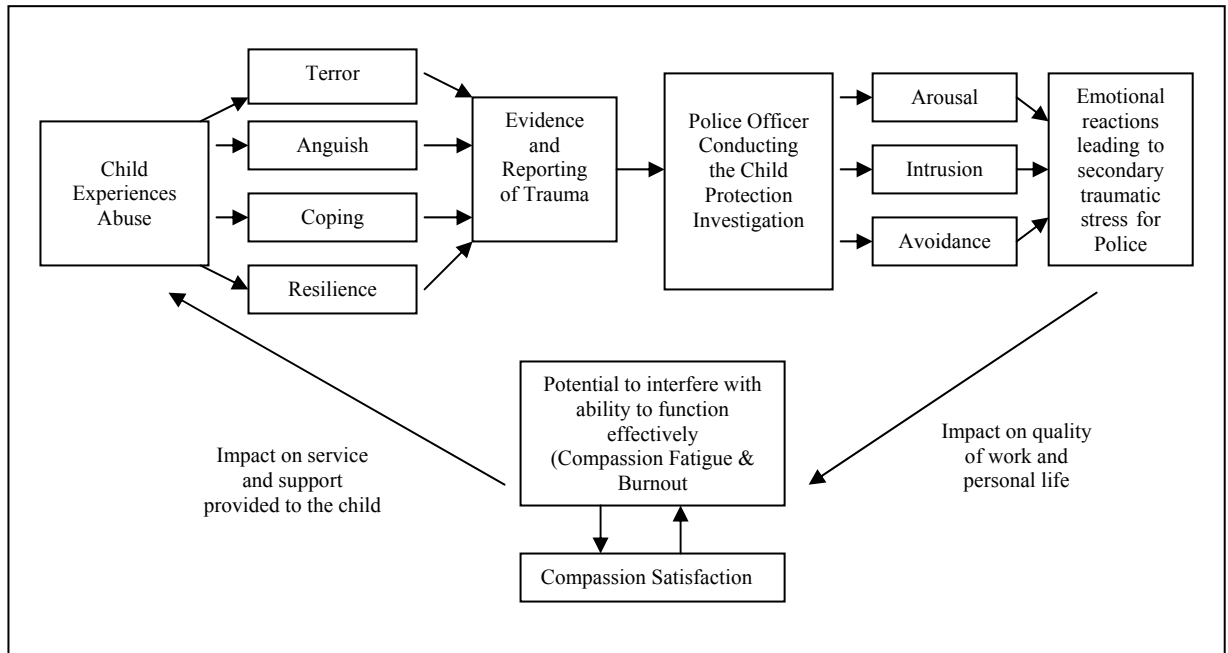 Child
Experiences
Abuse
Terror
Anguish
Coping
Resilience
Evidence
and
Reporting
of Trauma
Police Officer
Conducting
the Child
Protection
Investigation
Arousal
Intrusion
Avoidance
Emotional
reactions
leading to
secondary
traumatic
stress for
Police
Impact on quality
of work and
personal life
Potential to interfere with
ability to function
effectively
(Compassion Fatigue &
Burnout
Compassion Satisfaction
Impact on service
and support
provided to the child